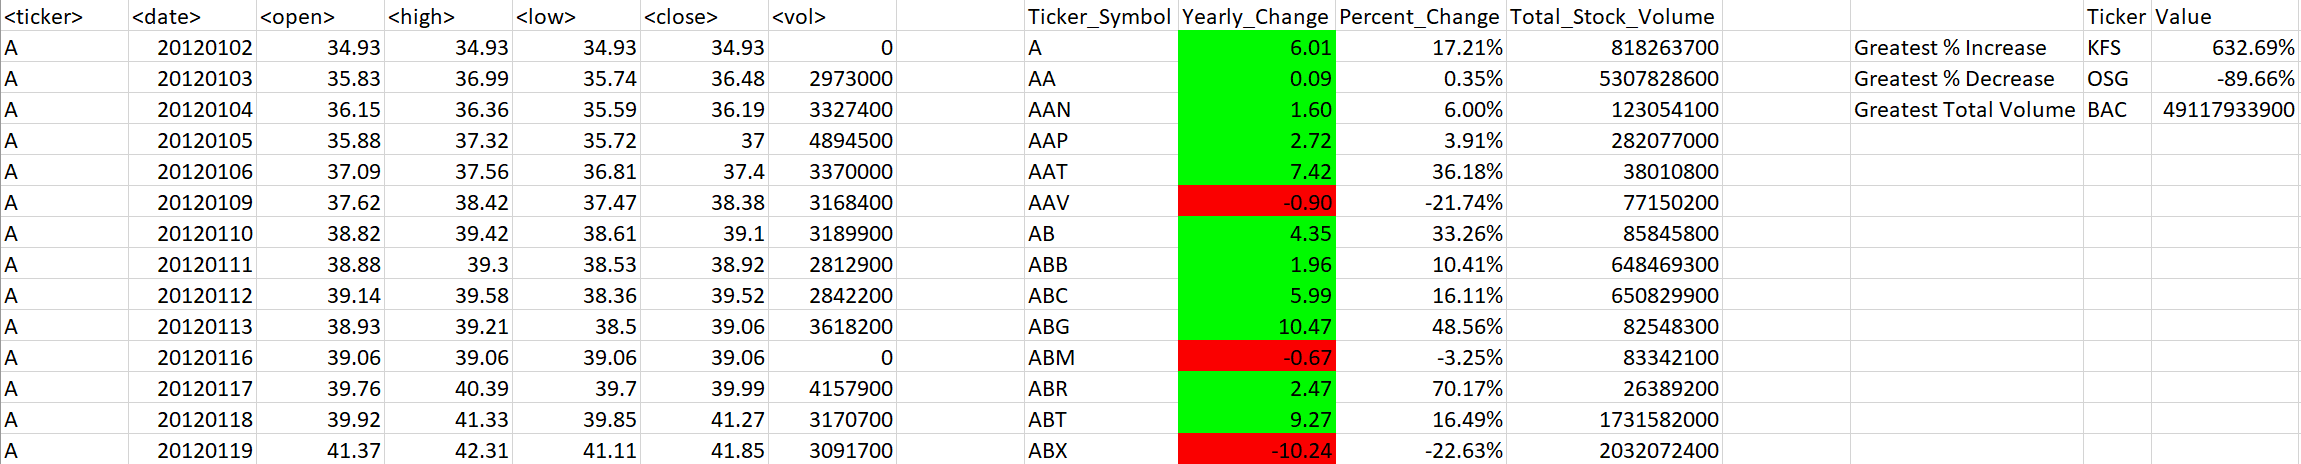 <ticker> <date> <open> <high> <low> <close> <vol> Ticker_Symbol Yearly_Change Percent_Change Total_Stock_Volume Ticker Value
A 20120102 34.93 34.93 34.93 34.93 0 A 6.01 17.21% 818263700 Greatest % Increase KFS 632.69%
A 20120103 35.83 36.99 35.74 36.48 2973000 AA 0.09 0.35% 5307828600 Greatest % Decrease OSG -89.66%
A 20120104 36.15 36.36 35.59 36.19 3327400 AAN 1.60 6.00% 123054100 Greatest Total Volume BAC 49117933900
A 20120105 35.88 37.32 35.72 37 4894500 AAP 2.72 3.91% 282077000
A 20120106 37.09 37.56 36.81 37.4 3370000 AAT 7.42 36.18% 38010800
A 20120109 37.62 38.42 37.47 38.38 3168400 AAV -0.90 -21.74% 77150200
A 20120110 38.82 39.42 38.61 39.1 3189900 AB 4.35 33.26% 85845800
A 20120111 38.88 39.3 38.53 38.92 2812900 ABB 1.96 10.41% 648469300
A 20120112 39.14 39.58 38.36 39.52 2842200 ABC 5.99 16.11% 650829900
A 20120113 38.93 39.21 38.5 39.06 3618200 ABG 10.47 48.56% 82548300
A 20120116 39.06 39.06 39.06 39.06 0 ABM -0.67 -3.25% 83342100
A 20120117 39.76 40.39 39.7 39.99 4157900 ABR 2.47 70.17% 26389200
A 20120118 39.92 41.33 39.85 41.27 3170700 ABT 9.27 16.49% 1731582000
A 20120119 41.37 42.31 41.11 41.85 3091700 ABX -10.24 -22.63% 2032072400